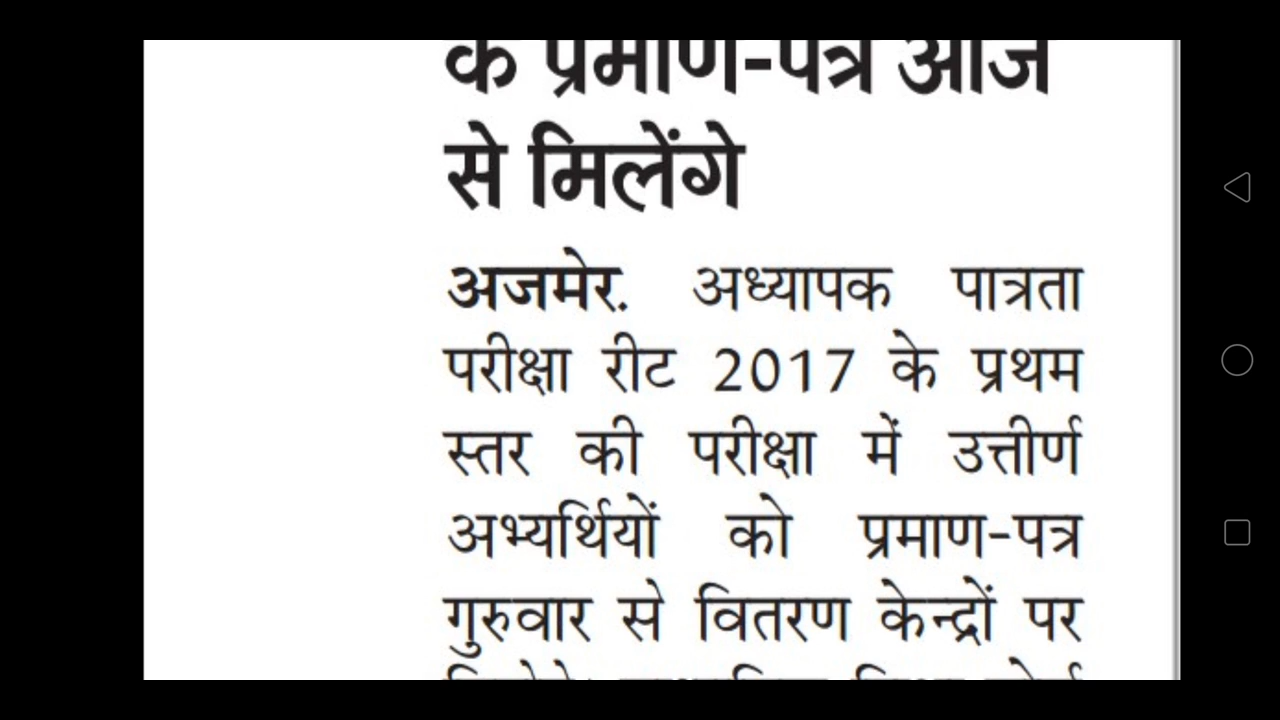 के प्रमाण-पत्र आज
से मिलेंगे
अजमेर. अध्यापक पात्रता
परीक्षा रीट 2017 के प्रथम
स्तर की परीक्षा में उत्तीर्ण
अभ्यर्थियों को प्रमाण-पत्र
गुरुवार से वितरण केन्द्रों पर